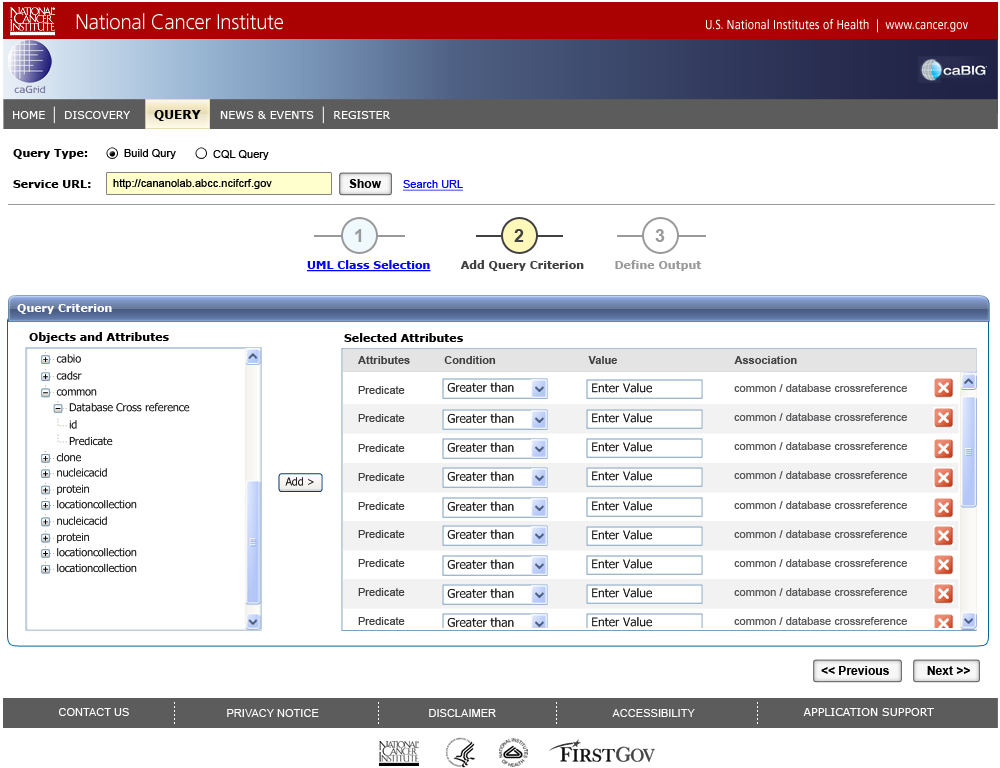 NATIONAL CANCER INSTITUTE National Cancer Institute U.S. National Institutes of Health | www.cancer.gov
caGrid caBIG
HOME | DISCOVERY QUERY NEWS & EVENTS | REGISTER
Query Type: Build Qury CQL Query
Service URL: http://cananolab.abcc.ncifcrf.gov Show Search URL
1 2 3
UML Class Selection Add Query Criterion Define Output
Query Criterion
Objects and Attributes
cabio
cadsr
common
Database Cross reference
id
Predicate
clone
nucleicacid
protein
locationcollection
nucleicacid
protein
locationcollection
locationcollection
Add >
Selected Attributes
Attributes Condition Value Association
Predicate Greater than Enter Value common / database crossreference
Predicate Greater than Enter Value common / database crossreference
Predicate Greater than Enter Value common / database crossreference
Predicate Greater than Enter Value common / database crossreference
Predicate Greater than Enter Value common / database crossreference
Predicate Greater than Enter Value common / database crossreference
Predicate Greater than Enter Value common / database crossreference
Predicate Greater than Enter Value common / database crossreference
Predicate Greater than Enter Value common / database crossreference
<< Previous Next >>
CONTACT US PRIVACY NOTICE DISCLAIMER ACCESSIBILITY APPLICATION SUPPORT
NATIONAL CANCER INSTITUTE FIRSTGOV